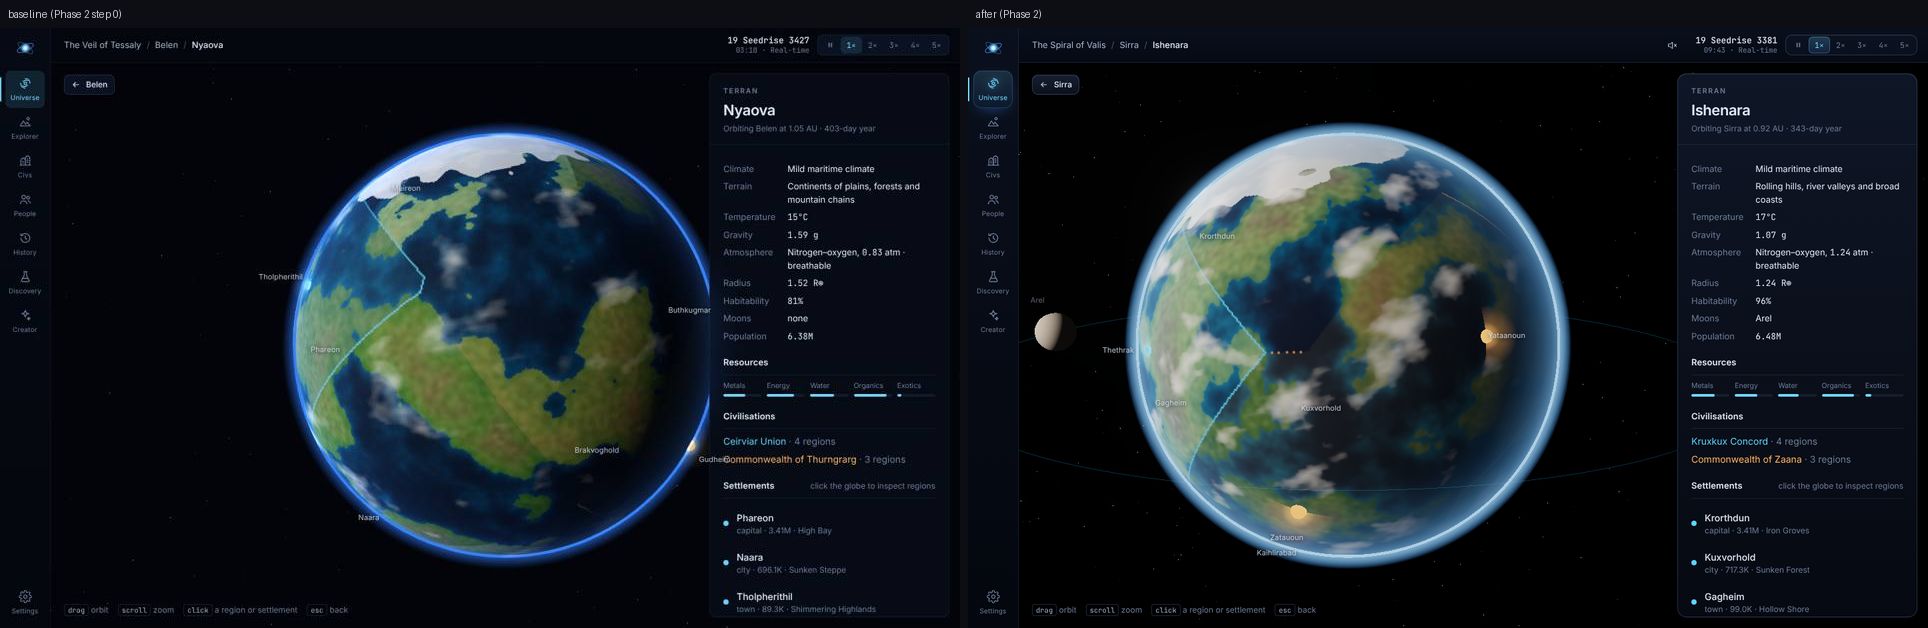 baseline (Phase 2 step 0)
The Veil of Tessaly / Belen / Nyaova
19 Seedrise 3427
03:10 · Real-time
1× 2× 3× 4× 5×
← Belen
Universe
Explorer
Civs
People
History
Discovery
Creator
Settings
Meireon
Tholpherithil
Buthkugmar
Phareon
Brakvoghold
Naara
TERRAN
Nyaova
Orbiting Belen at 1.05 AU · 403-day year
Climate Mild maritime climate
Terrain Continents of plains, forests and
mountain chains
Temperature 15°C
Gravity 1.59 g
Atmosphere Nitrogen–oxygen, 0.83 atm ·
breathable
Radius 1.52 R⊕
Habitability 81%
Moons none
Population 6.38M
Resources
Metals Energy Water Organics Exotics
Civilisations
Ceirviar Union · 4 regions
Commonwealth of Thurngrarg · 3 regions
Settlements click the globe to inspect regions
Phareon
capital · 3.41M · High Bay
Naara
city · 696.1K · Sunken Steppe
Tholpherithil
town · 89.3K · Shimmering Highlands
drag orbit scroll zoom click a region or settlement esc back
after (Phase 2)
The Spiral of Valis / Sirra / Ishenara
19 Seedrise 3381
09:43 · Real-time
1× 2× 3× 4× 5×
← Sirra
Universe
Explorer
Civs
People
History
Discovery
Creator
Settings
Krorthdun
Arel
Thethrak
Yataanoun
Gagheim
Kuxvorhold
Zatauoun
Kaihlirabad
TERRAN
Ishenara
Orbiting Sirra at 0.92 AU · 343-day year
Climate Mild maritime climate
Terrain Rolling hills, river valleys and broad
coasts
Temperature 17°C
Gravity 1.07 g
Atmosphere Nitrogen–oxygen, 1.24 atm ·
breathable
Radius 1.24 R⊕
Habitability 96%
Moons Arel
Population 6.48M
Resources
Metals Energy Water Organics Exotics
Civilisations
Kruxkux Concord · 4 regions
Commonwealth of Zaana · 3 regions
Settlements click the globe to inspect regions
Krorthdun
capital · 3.41M · Iron Groves
Kuxvorhold
city · 717.3K · Sunken Forest
Gagheim
town · 99.0K · Hollow Shore
drag orbit scroll zoom click a region or settlement esc back